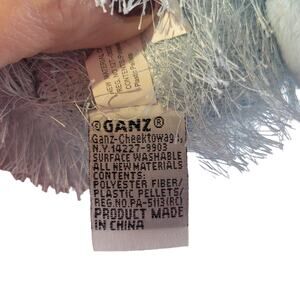 ©GANZ®
Ganz-Cheektowaga,
N.Y. 14227-9903
SURFACE WASHABLE
ALL NEW MATERIALS
CONTENTS:
POLYESTER FIBER/
PLASTIC PELLETS/
REG.NO.PA-5113(RC)
PRODUCT MADE
IN CHINA